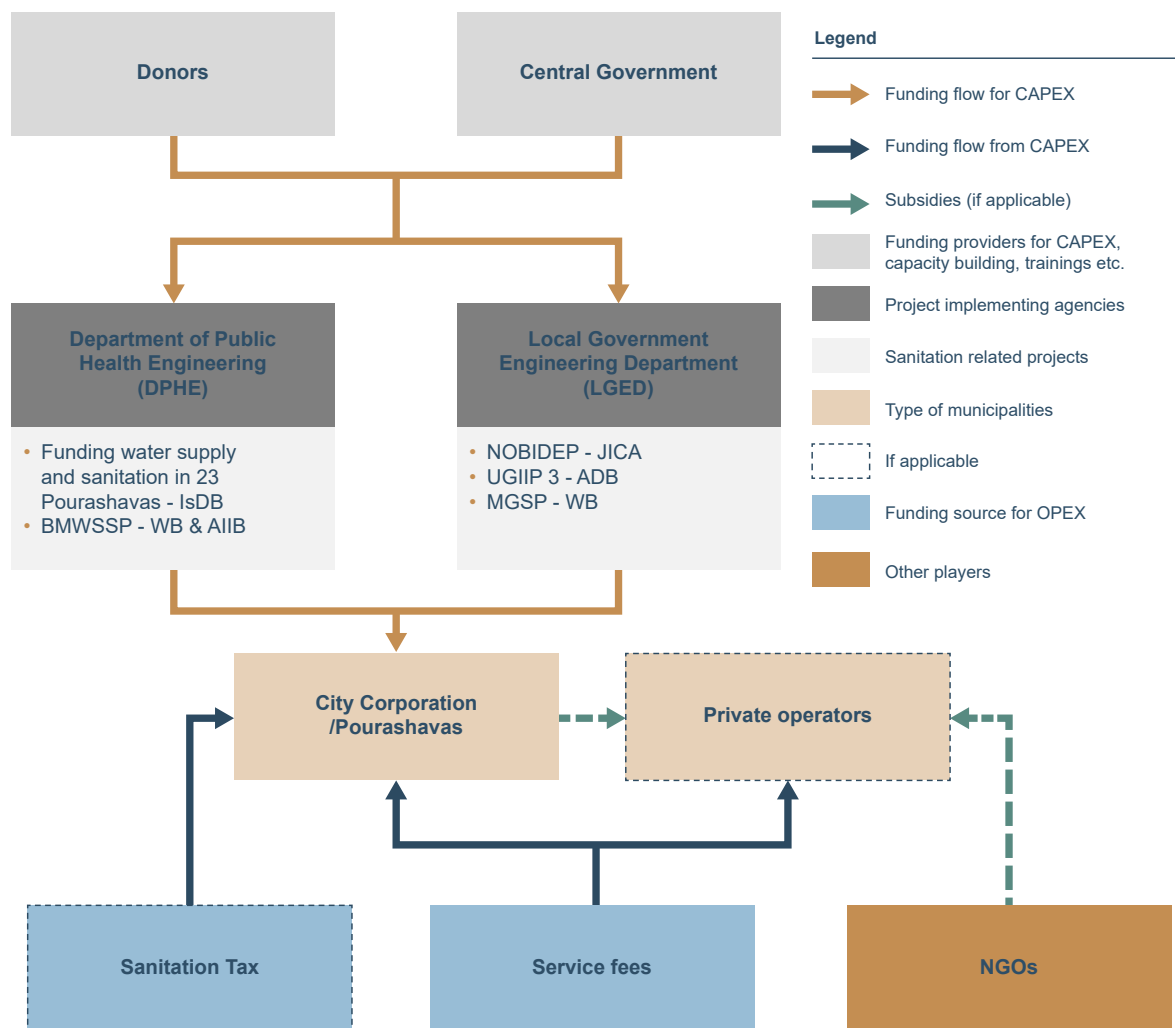 Donors
Central Government
Department of Public
Health Engineering
(DPHE)
Local Government
Engineering Department
(LGED)
• Funding water supply
and sanitation in 23
Pourashavas - IsDB
• BMWSSP - WB & AIIB
• NOBIDEP - JICA
• UGIIP 3 - ADB
• MGSP - WB
City Corporation
/Pourashavas
Private operators
Sanitation Tax
Service fees
NGOs
Legend
Funding flow for CAPEX
Funding flow from CAPEX
Subsidies (if applicable)
Funding providers for CAPEX,
capacity building, trainings etc.
Project implementing agencies
Sanitation related projects
Type of municipalities
If applicable
Funding source for OPEX
Other players